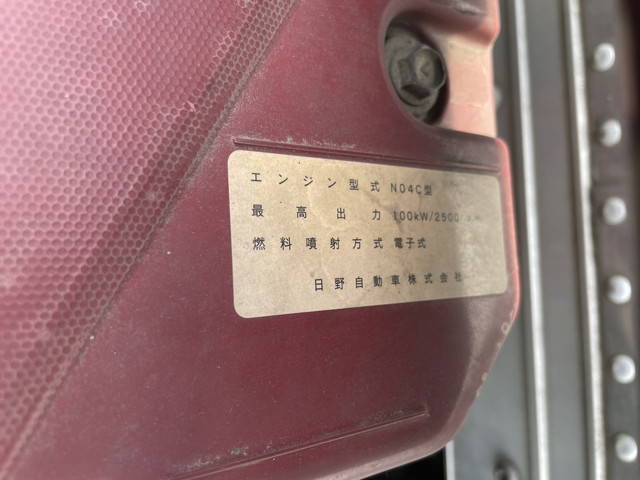 エンジン型式 N04C型
最高出力 100kW/2500
燃料噴射方式 電子式
日野自動車株式会社